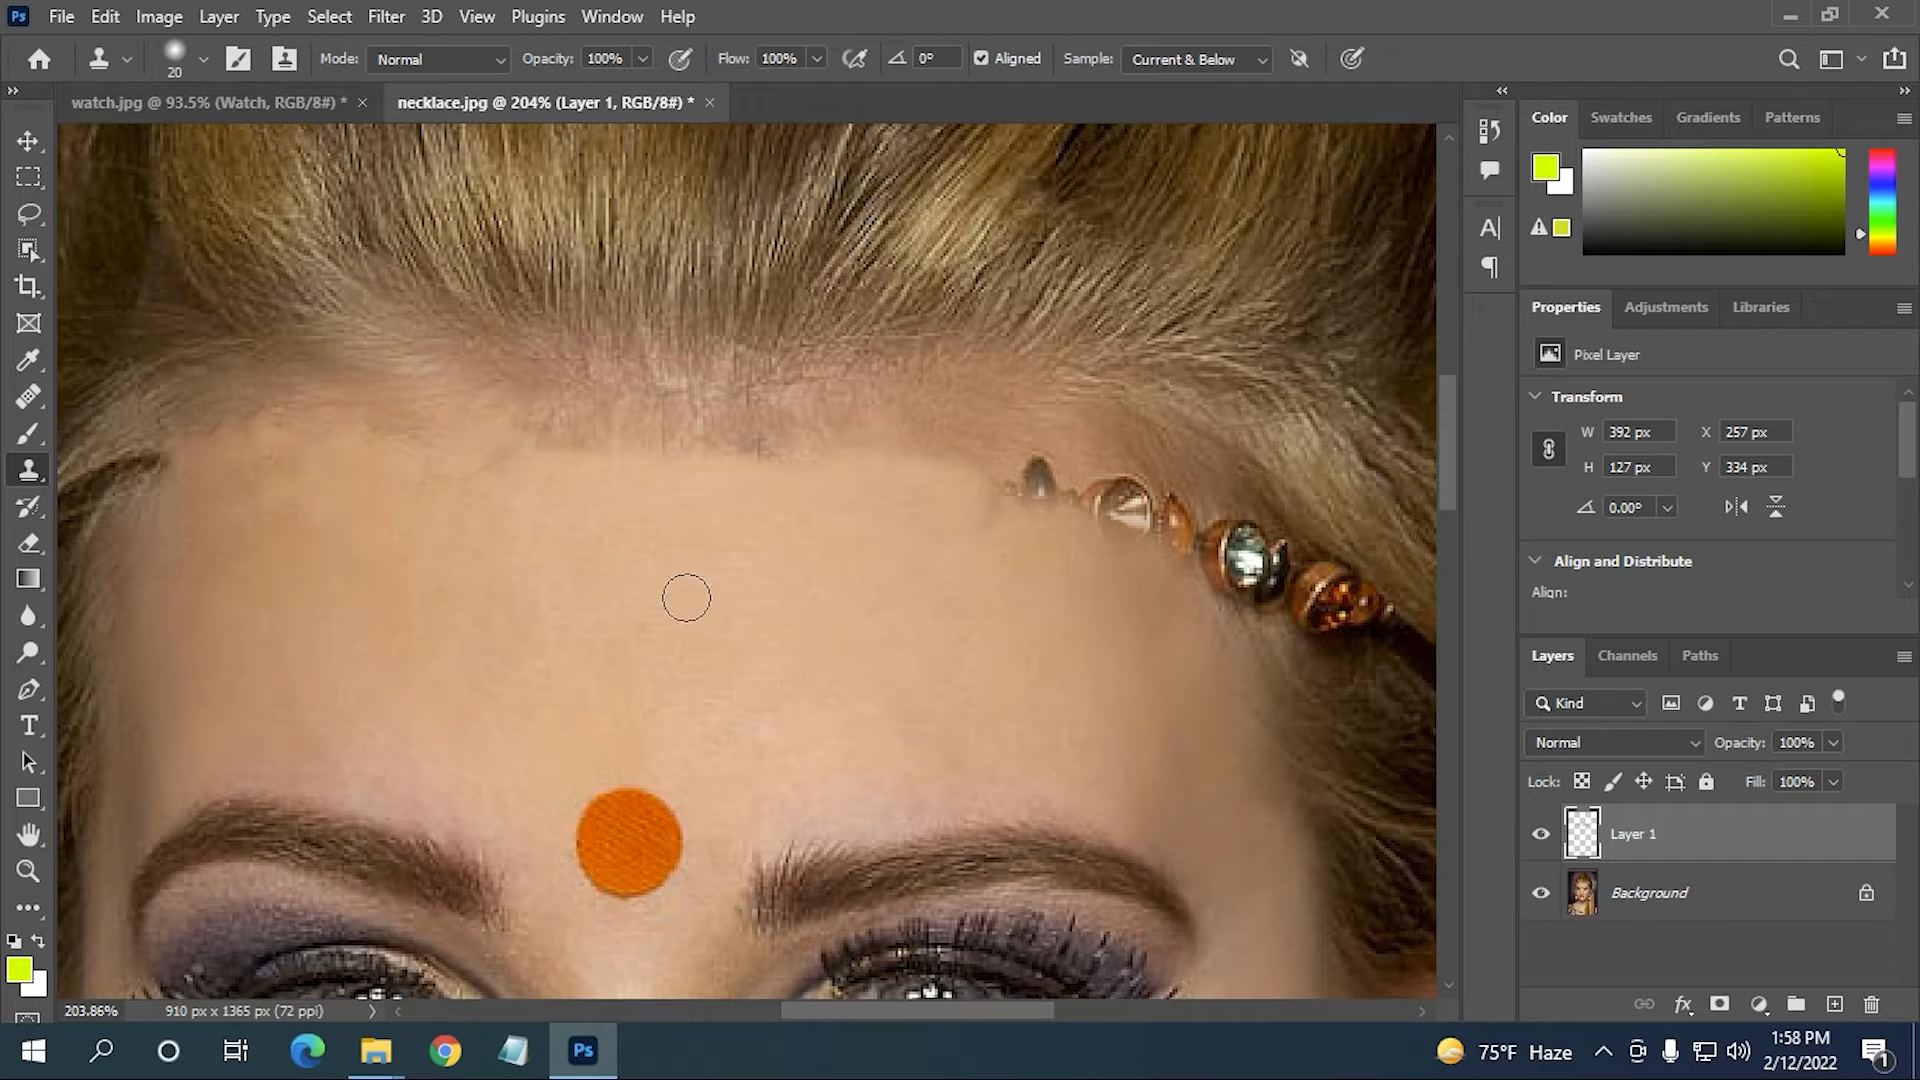 Ps File Edit Image Layer Type Select Filter 3D View Plugins Window Help
20 Mode: Normal Opacity: 100% Flow: 100% 0° Aligned Sample: Current & Below
watch.jpg @ 93.5% (Watch, RGB/8#) * necklace.jpg @ 204% (Layer 1, RGB/8#) *
Color Swatches Gradients Patterns
Properties Adjustments Libraries
Pixel Layer
Transform
W 392 px X 257 px
H 127 px Y 334 px
0.00°
Align and Distribute
Align:
Layers Channels Paths
Kind
Normal Opacity: 100%
Lock: Fill: 100%
Layer 1
Background
203.86% 910 px x 1365 px (72 ppi)
Ps 75°F Haze 1:58 PM
2/12/2022 1